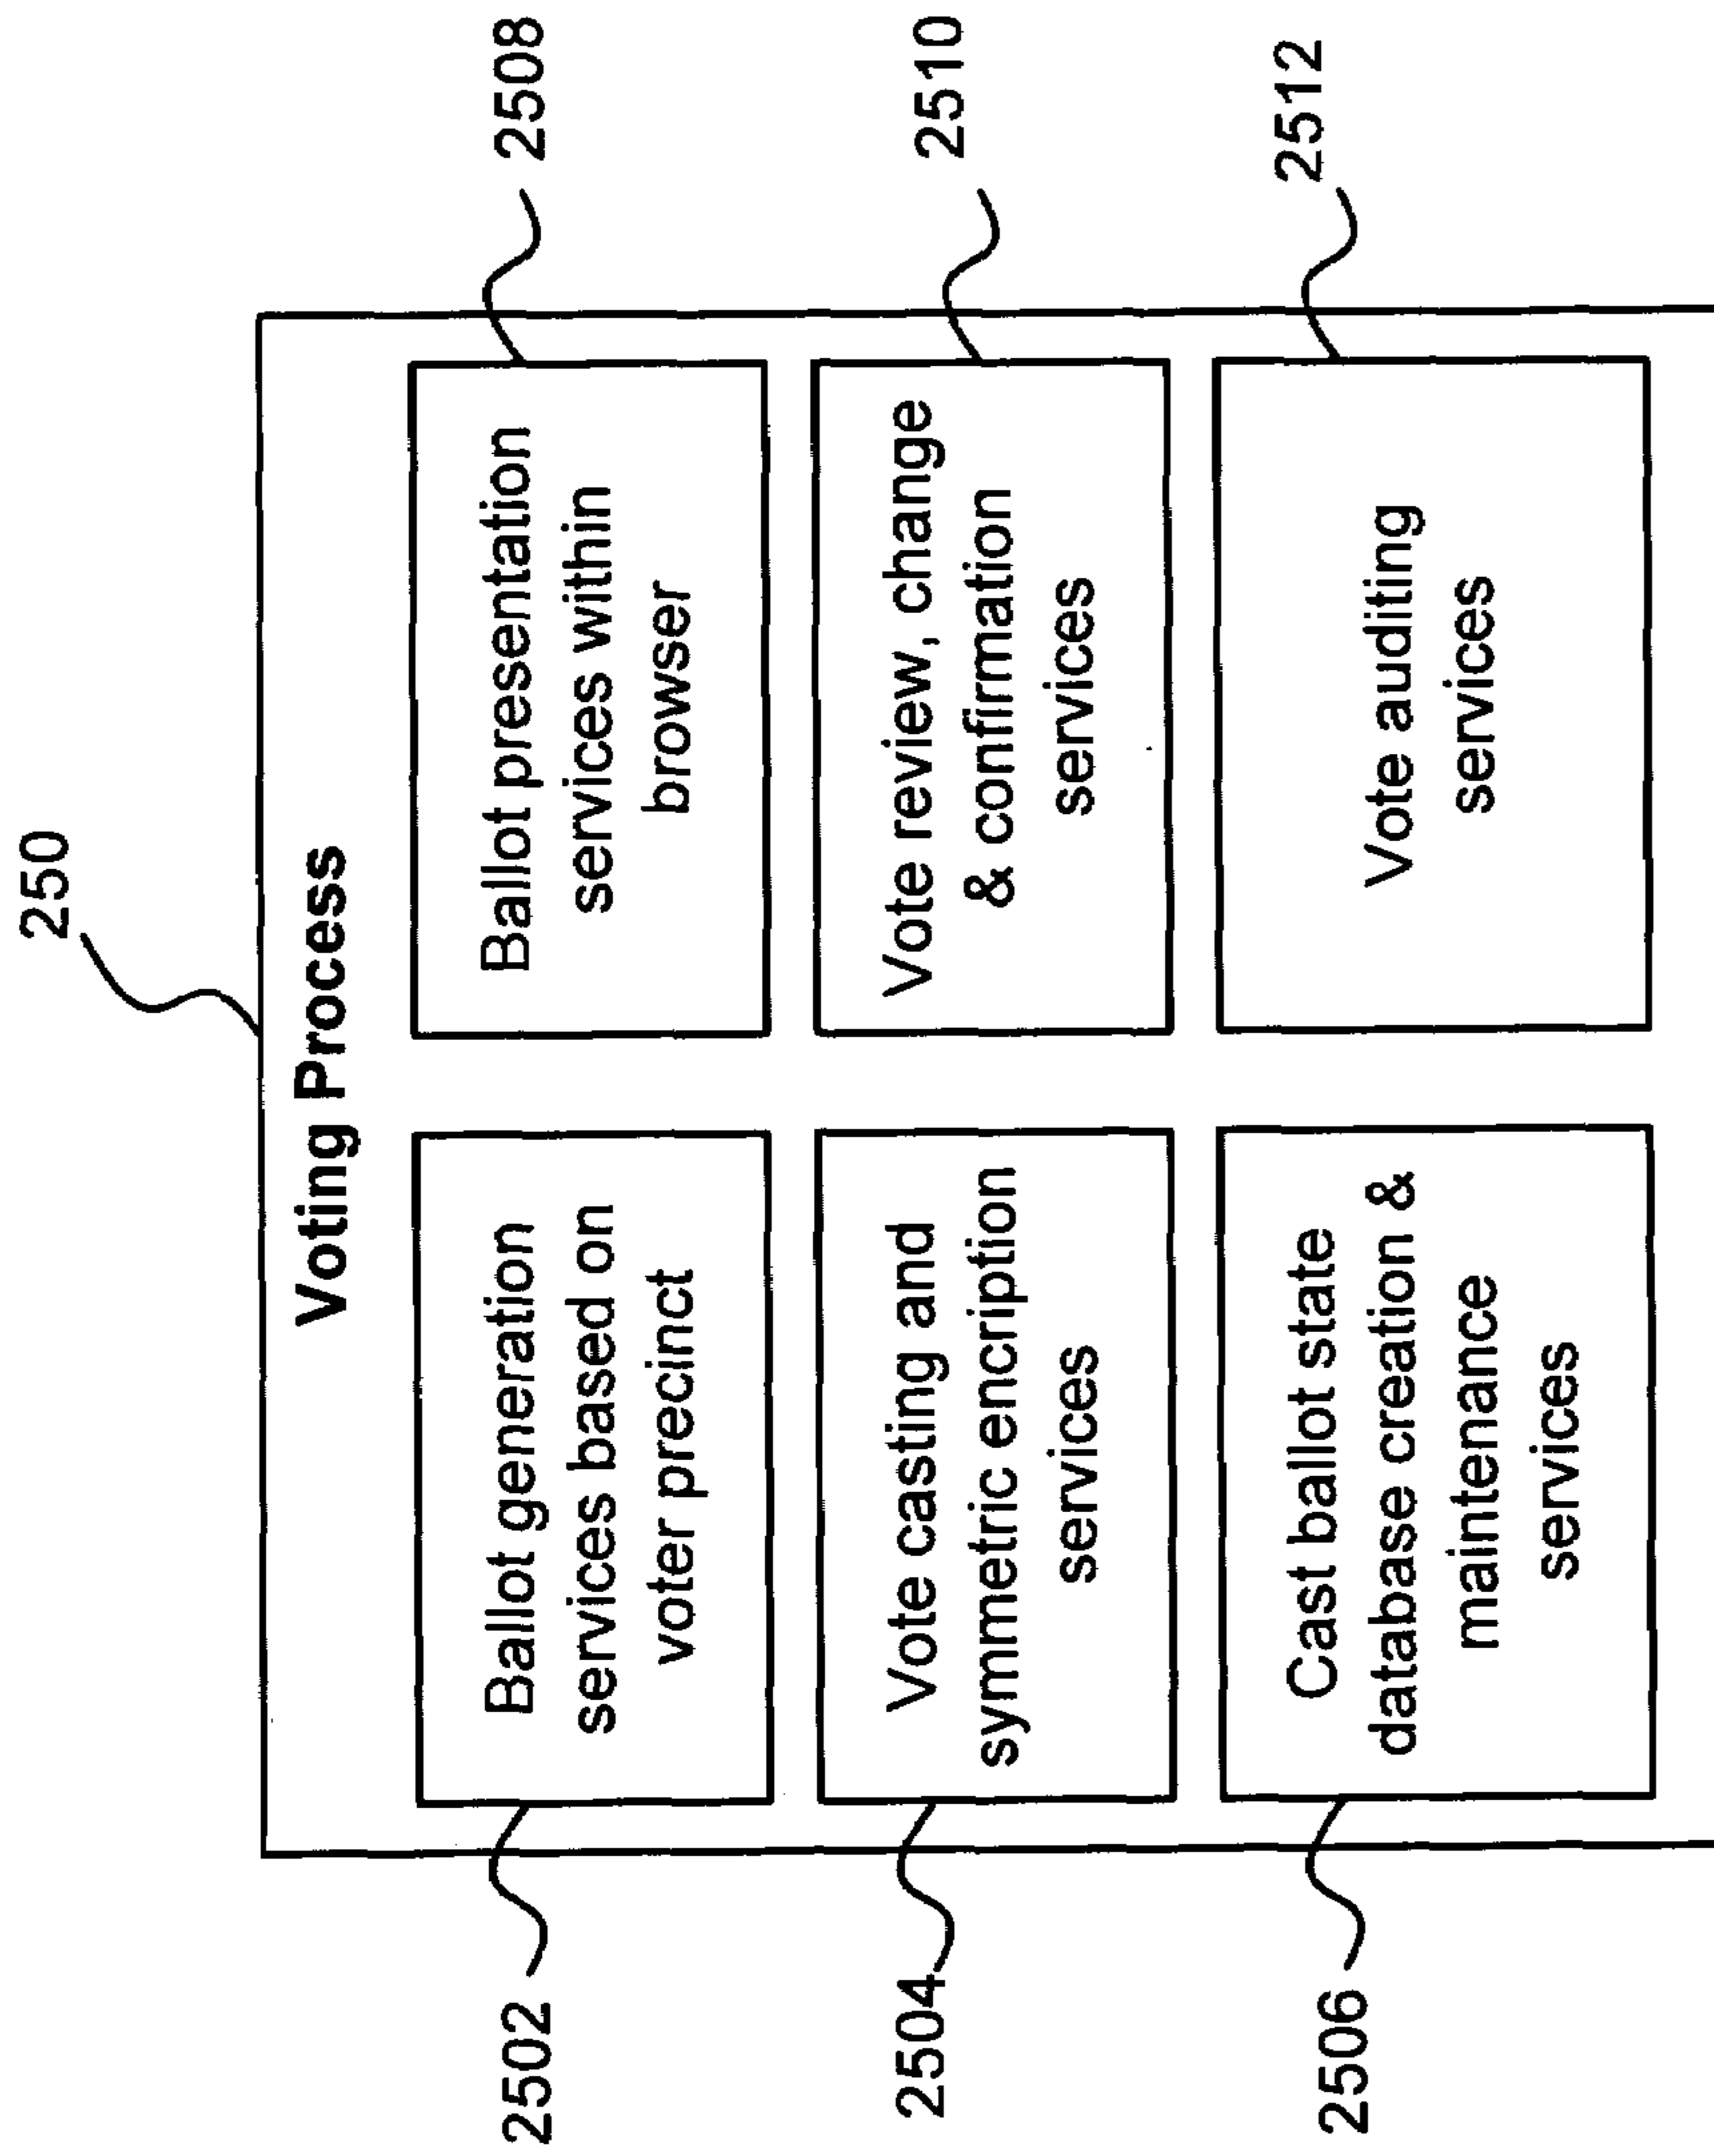 250
Voting Process
2502
Ballot generation
services based on
voter precinct
Ballot presentation
services within
browser
2508
2504
Vote casting and
symmetric encription
services
Vote review, change
& confirmation
services
2510
2506
Cast ballot state
database creation &
maintenance
services
Vote auditing
services
2512